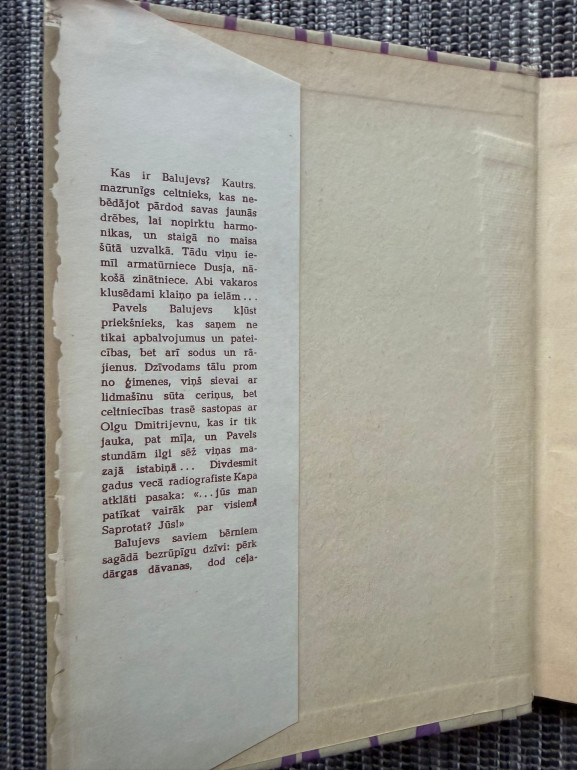 Kas ir Balujevs? Kautrs.
mazrunīgs celtnieks, kas ne-
bēdājot pārdod savas jaunās
drēbes, lai nopirktu harmo-
nikas, un staigā no maisa
šūtā uzvalkā. Tādu viņu ie-
mīl armatūrniece Dusja, nā-
košā zinātniece. Abi vakaros
klusēdami klaiņo pa ielām...
Pavels Balujevs kļūst
priekšnieks, kas saņem ne
tikai apbalvojumus un patei-
cības, bet arī sodus un rā-
jienus. Dzīvodams tālu prom
no ģimenes, viņš sievai ar
lidmašīnu sūta ceriņus, bet
celtniecības trasē sastopas ar
Olgu Dmitrijevnu, kas ir tik
jauka, pat mīļa, un Pavels
stundām ilgi sēž viņas ma-
zajā istabiņā... Divdesmit
gadus vecā radiografiste Kapa
atklāti pasaka: «...jūs man
patīkat vairāk par visiem!
Saprotat? Jūs!»
Balujevs saviem bērniem
sagādā bezrūpīgu dzīvi: pērk
dārgas dāvanas, dod ceļa-